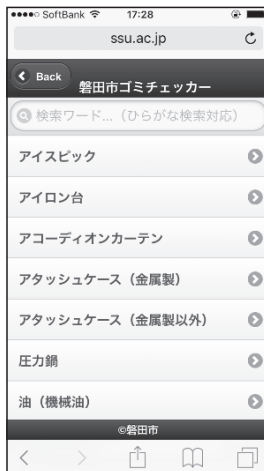 SoftBank 17:28
ssu.ac.jp
Back
磐田市ゴミチェッカー
検索ワード...（ひらがな検索対応）
アイスピック
アイロン台
アコーディオンカーテン
アタッシュケース（金属製）
アタッシュケース（金属製以外）
圧力鍋
油（機械油）
©磐田市